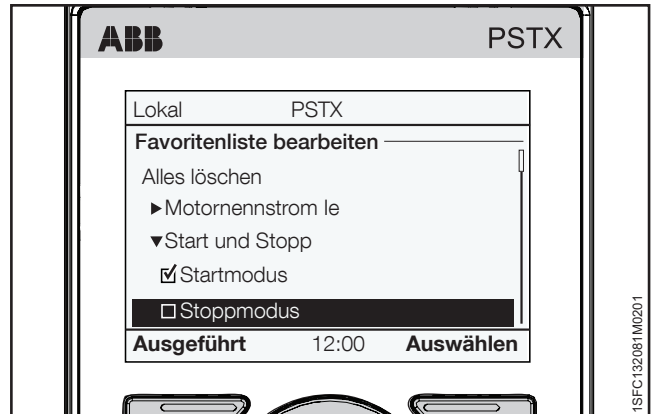 ABB PSTX
Lokal PSTX
Favoritenliste bearbeiten
Alles löschen
▶Motornennstrom Ie
▼Start und Stopp
☑Startmodus
☐Stoppmodus
Ausgeführt 12:00 Auswählen
1SFC132081M0201